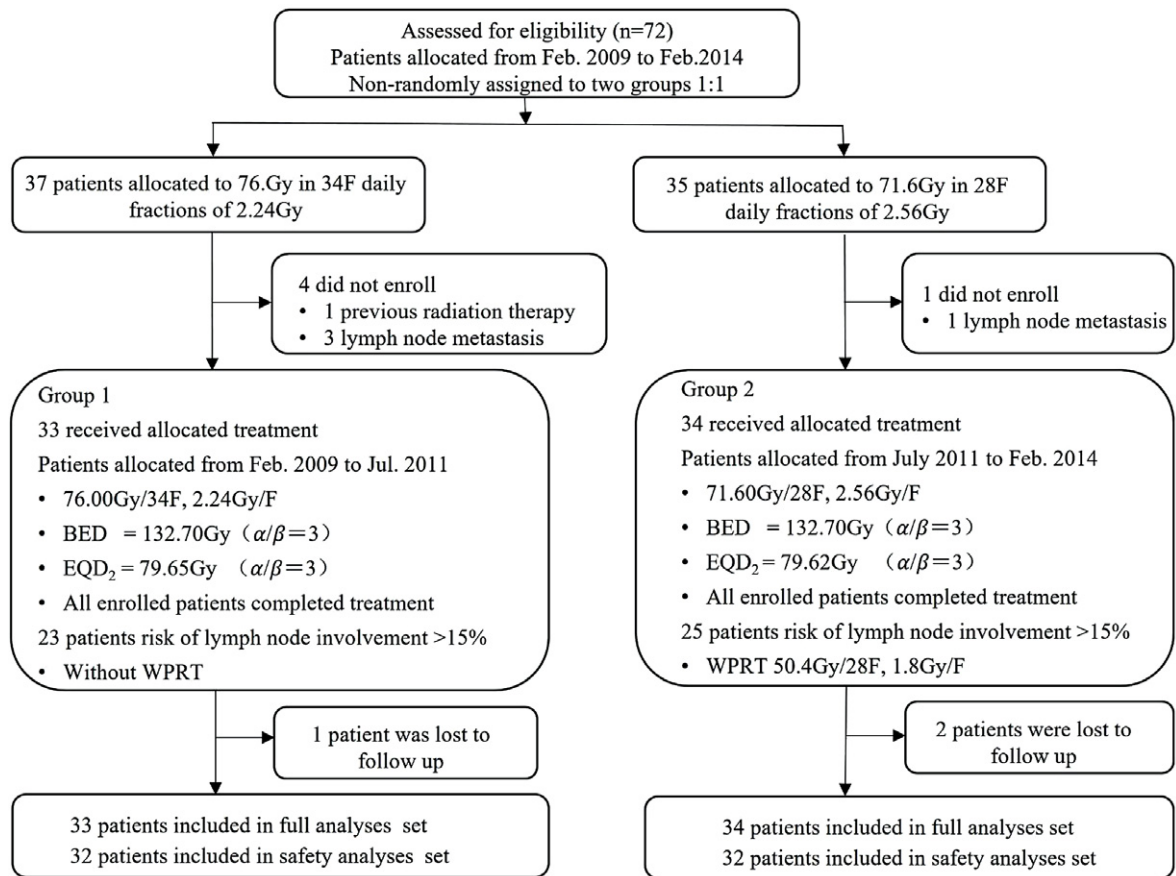 Assessed for eligibility (n=72)
Patients allocated from Feb. 2009 to Feb.2014
Non-randomly assigned to two groups 1:1
37 patients allocated to 76.Gy in 34F daily
fractions of 2.24Gy
35 patients allocated to 71.6Gy in 28F
daily fractions of 2.56Gy
4 did not enroll
• 1 previous radiation therapy
• 3 lymph node metastasis
1 did not enroll
• 1 lymph node metastasis
Group 1
33 received allocated treatment
Patients allocated from Feb. 2009 to Jul. 2011
• 76.00Gy/34F, 2.24Gy/F
• BED = 132.70Gy（α/β＝3）
• EQD₂ = 79.65Gy （α/β＝3）
• All enrolled patients completed treatment
23 patients risk of lymph node involvement >15%
• Without WPRT
Group 2
34 received allocated treatment
Patients allocated from July 2011 to Feb. 2014
• 71.60Gy/28F, 2.56Gy/F
• BED = 132.70Gy（α/β＝3）
• EQD₂ = 79.62Gy （α/β＝3）
• All enrolled patients completed treatment
25 patients risk of lymph node involvement >15%
• WPRT 50.4Gy/28F, 1.8Gy/F
1 patient was lost to
follow up
2 patients were lost to
follow up
33 patients included in full analyses set
32 patients included in safety analyses set
34 patients included in full analyses set
32 patients included in safety analyses set